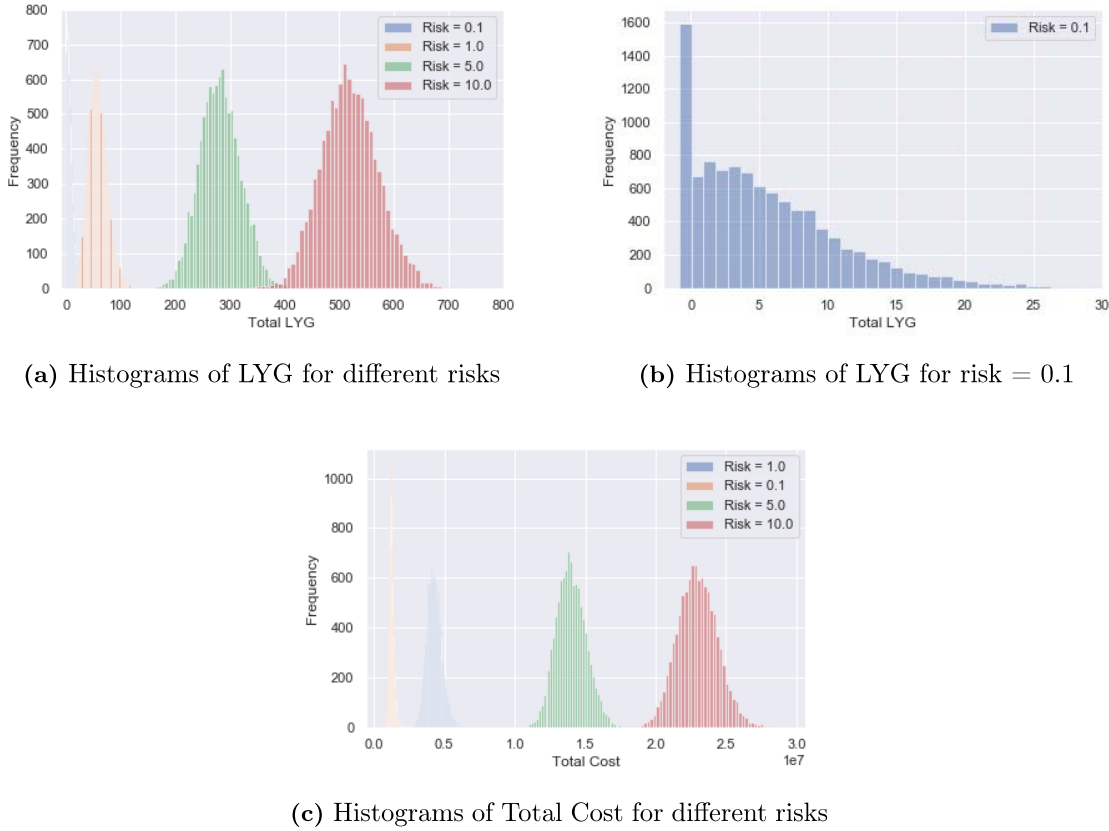 800
700
600
500
400
300
200
100
0
Frequency
0 100 200 300 400 500 600 700 800
Total LYG
Risk = 0.1
Risk = 1.0
Risk = 5.0
Risk = 10.0
(a) Histograms of LYG for different risks
1600
1400
1200
1000
800
600
400
200
0
Frequency
0 5 10 15 20 25 30
Total LYG
Risk = 0.1
(b) Histograms of LYG for risk = 0.1
1000
800
600
400
200
0
Frequency
0.0 0.5 1.0 1.5 2.0 2.5 3.0
1e7
Total Cost
Risk = 1.0
Risk = 0.1
Risk = 5.0
Risk = 10.0
(c) Histograms of Total Cost for different risks